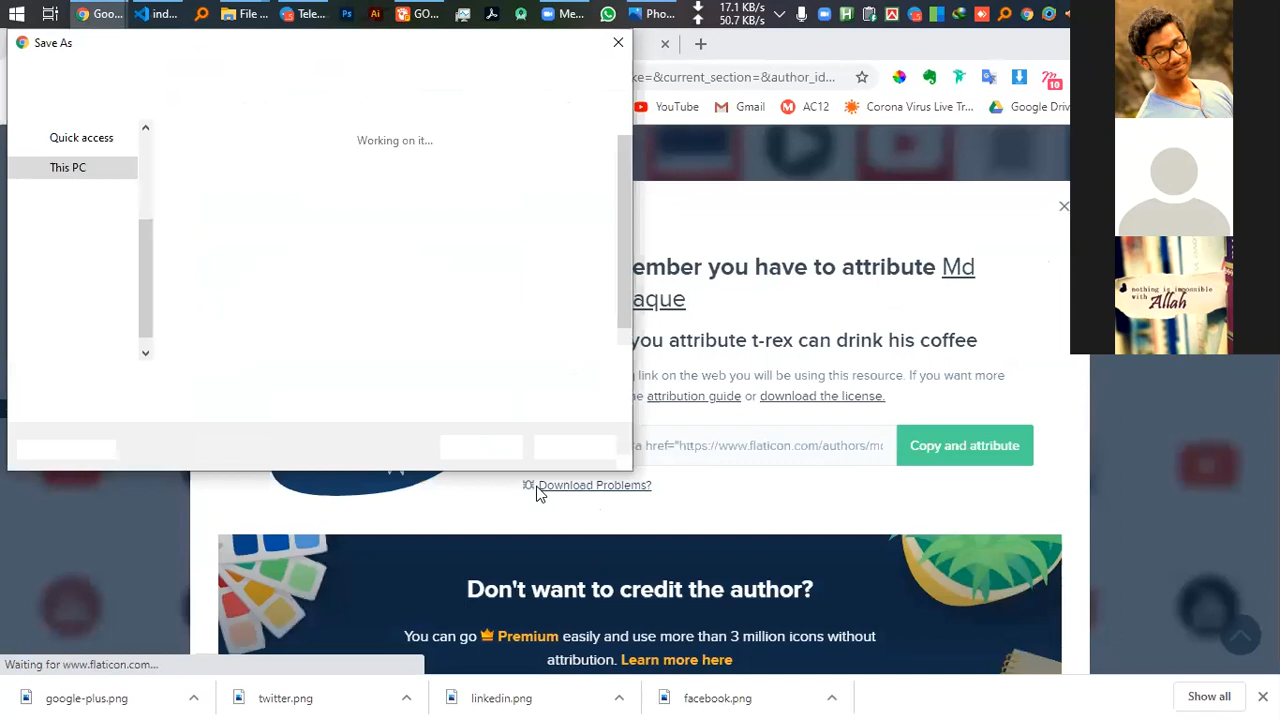 Goo...
ind...
File ...
Tele...
GO...
Me...
Pho...
17.1 KB/s
50.7 KB/s
Save As
ke=&current_section=&author_id...
10
YouTube
Gmail
AC12
Corona Virus Live Tr...
Google Driv
Quick access
This PC
Working on it...
ember you have to attribute Md
aque
you attribute t-rex can drink his coffee
link on the web you will be using this resource. If you want more
the attribution guide or download the license.
a href="https://www.flaticon.com/authors/md
Copy and attribute
Download Problems?
nothing is impossible
with Allah
Don't want to credit the author?
You can go Premium easily and use more than 3 million icons without
attribution. Learn more here
Waiting for www.flaticon.com...
google-plus.png
twitter.png
linkedin.png
facebook.png
Show all